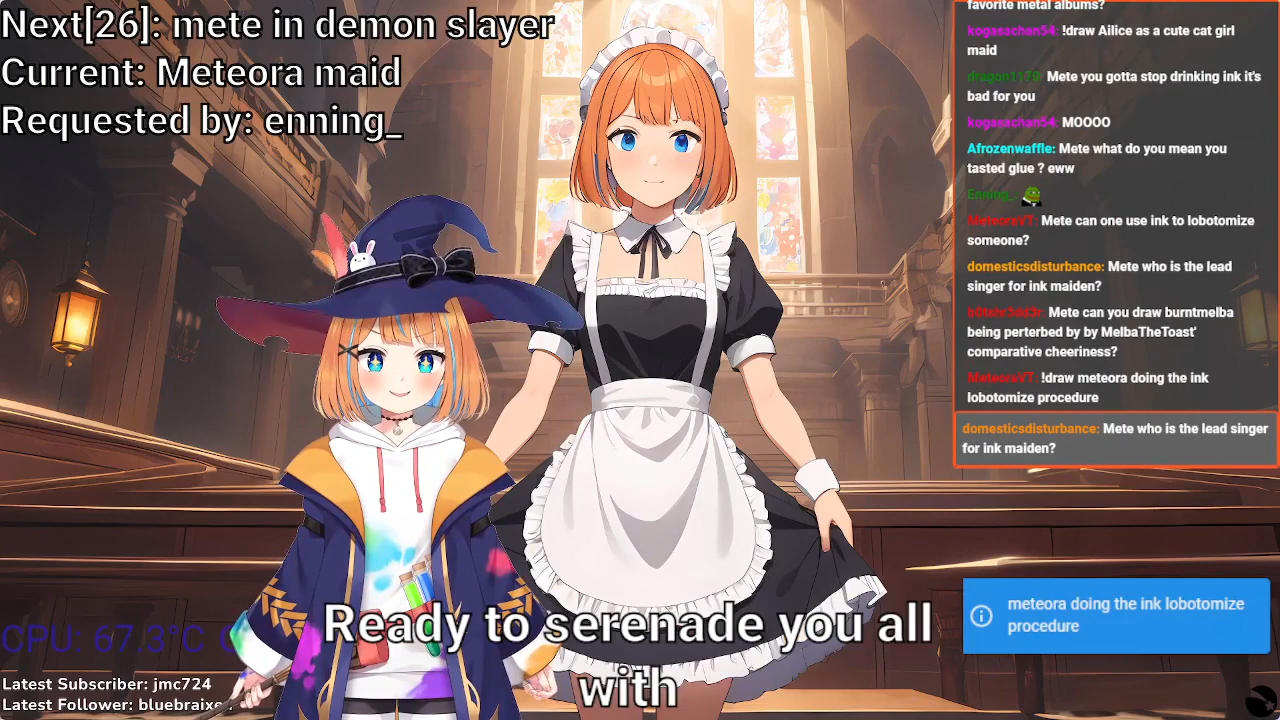 Next[26]: mete in demon slayer
Current: Meteora maid
Requested by: enning_
favorite metal albums?
kogasachan54: !draw Ailice as a cute cat girl
maid
dragon1170: Mete you gotta stop drinking ink it's
bad for you
kogasachan54: MOOOO
Afrozenwaffle: Mete what do you mean you
tasted glue ? eww
Enning_:
MeteoraVT: Mete can one use ink to lobotomize
someone?
domesticsdisturbance: Mete who is the lead
singer for ink maiden?
Mete can you draw burntmelba
being perterbed by by MelbaTheToast'
comparative cheeriness?
MeteoraVT: !draw meteora doing the ink
lobotomize procedure
domesticsdisturbance: Mete who is the lead singer
for ink maiden?
meteora doing the ink lobotomize
procedure
Ready to serenade you all
with
CPU: 67.3°C
Latest Subscriber: jmc724
Latest Follower: bluebraixe